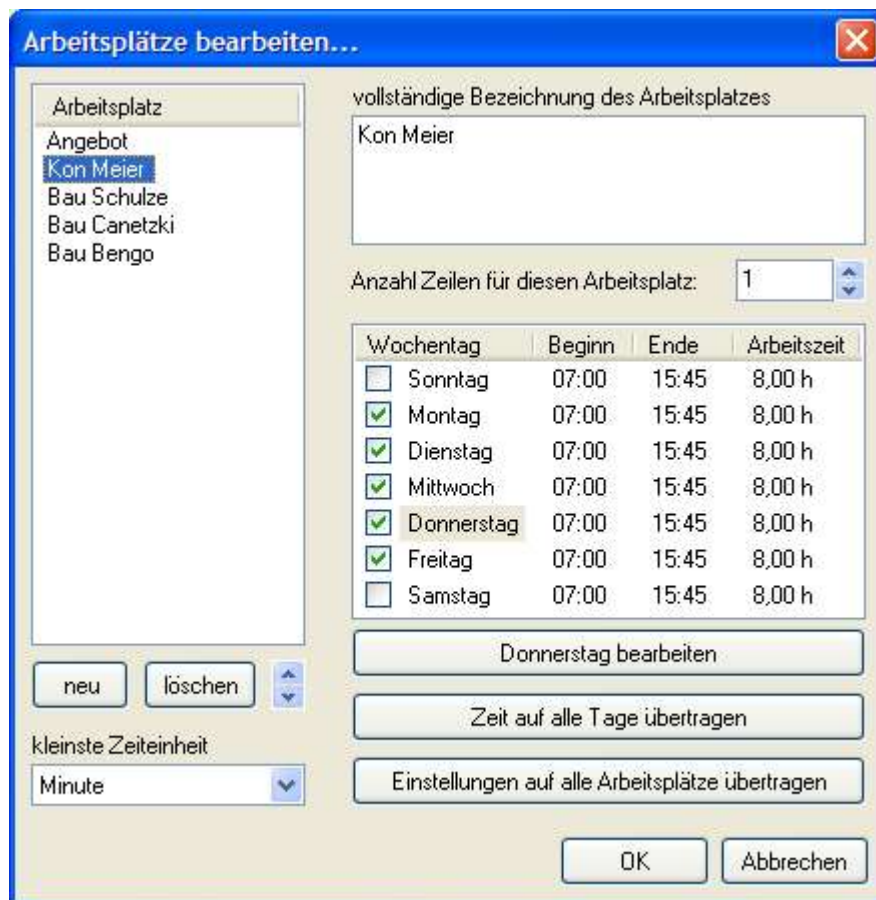 Arbeitsplätze bearbeiten...
Arbeitsplatz
Angebot
Kon Meier
Bau Schulze
Bau Canetzki
Bau Bengo
neu
löschen
kleinste Zeiteinheit
Minute
vollständige Bezeichnung des Arbeitsplatzes
Kon Meier
Anzahl Zeilen für diesen Arbeitsplatz: 1
Wochentag Beginn Ende Arbeitszeit
Sonntag 07:00 15:45 8,00 h
Montag 07:00 15:45 8,00 h
Dienstag 07:00 15:45 8,00 h
Mittwoch 07:00 15:45 8,00 h
Donnerstag 07:00 15:45 8,00 h
Freitag 07:00 15:45 8,00 h
Samstag 07:00 15:45 8,00 h
Donnerstag bearbeiten
Zeit auf alle Tage übertragen
Einstellungen auf alle Arbeitsplätze übertragen
OK
Abbrechen